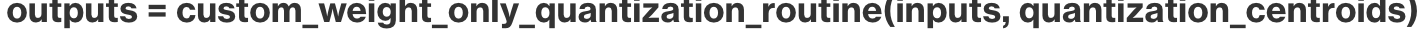 outputs = custom_weight_only_quantization_routine(inputs, quantization_centroids)